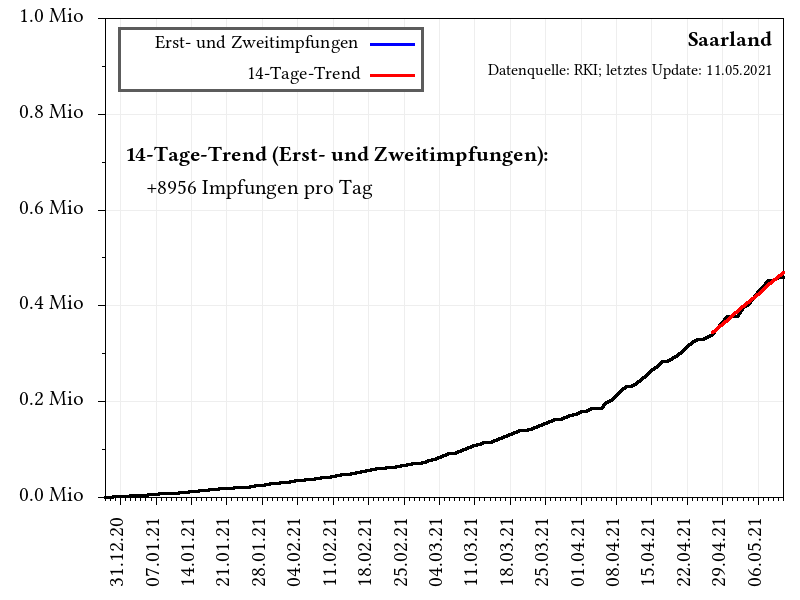 1.0 Mio
0.8 Mio
0.6 Mio
0.4 Mio
0.2 Mio
0.0 Mio
Erst- und Zweitimpfungen
14-Tage-Trend
Saarland
Datenquelle: RKI; letztes Update: 11.05.2021
14-Tage-Trend (Erst- und Zweitimpfungen):
+8956 Impfungen pro Tag
31.12.20
07.01.21
14.01.21
21.01.21
28.01.21
04.02.21
11.02.21
18.02.21
25.02.21
04.03.21
11.03.21
18.03.21
25.03.21
01.04.21
08.04.21
15.04.21
22.04.21
29.04.21
06.05.21